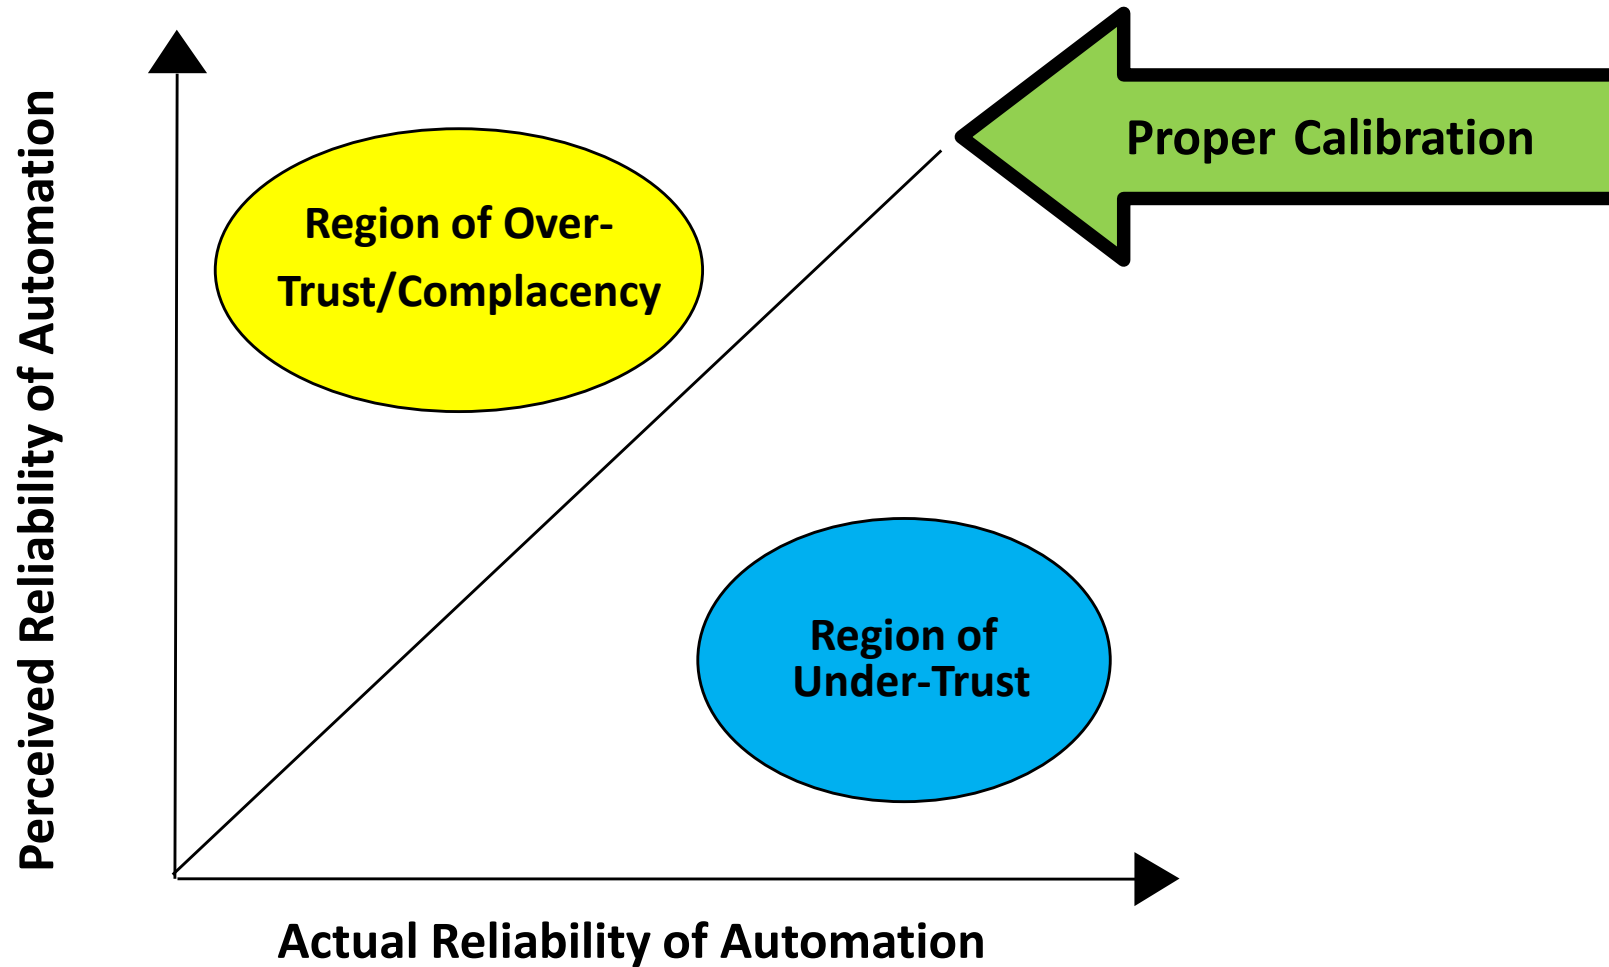 Perceived Reliability of Automation
Region of Over-
Trust/Complacency
Proper Calibration
Region of
Under-Trust
Actual Reliability of Automation